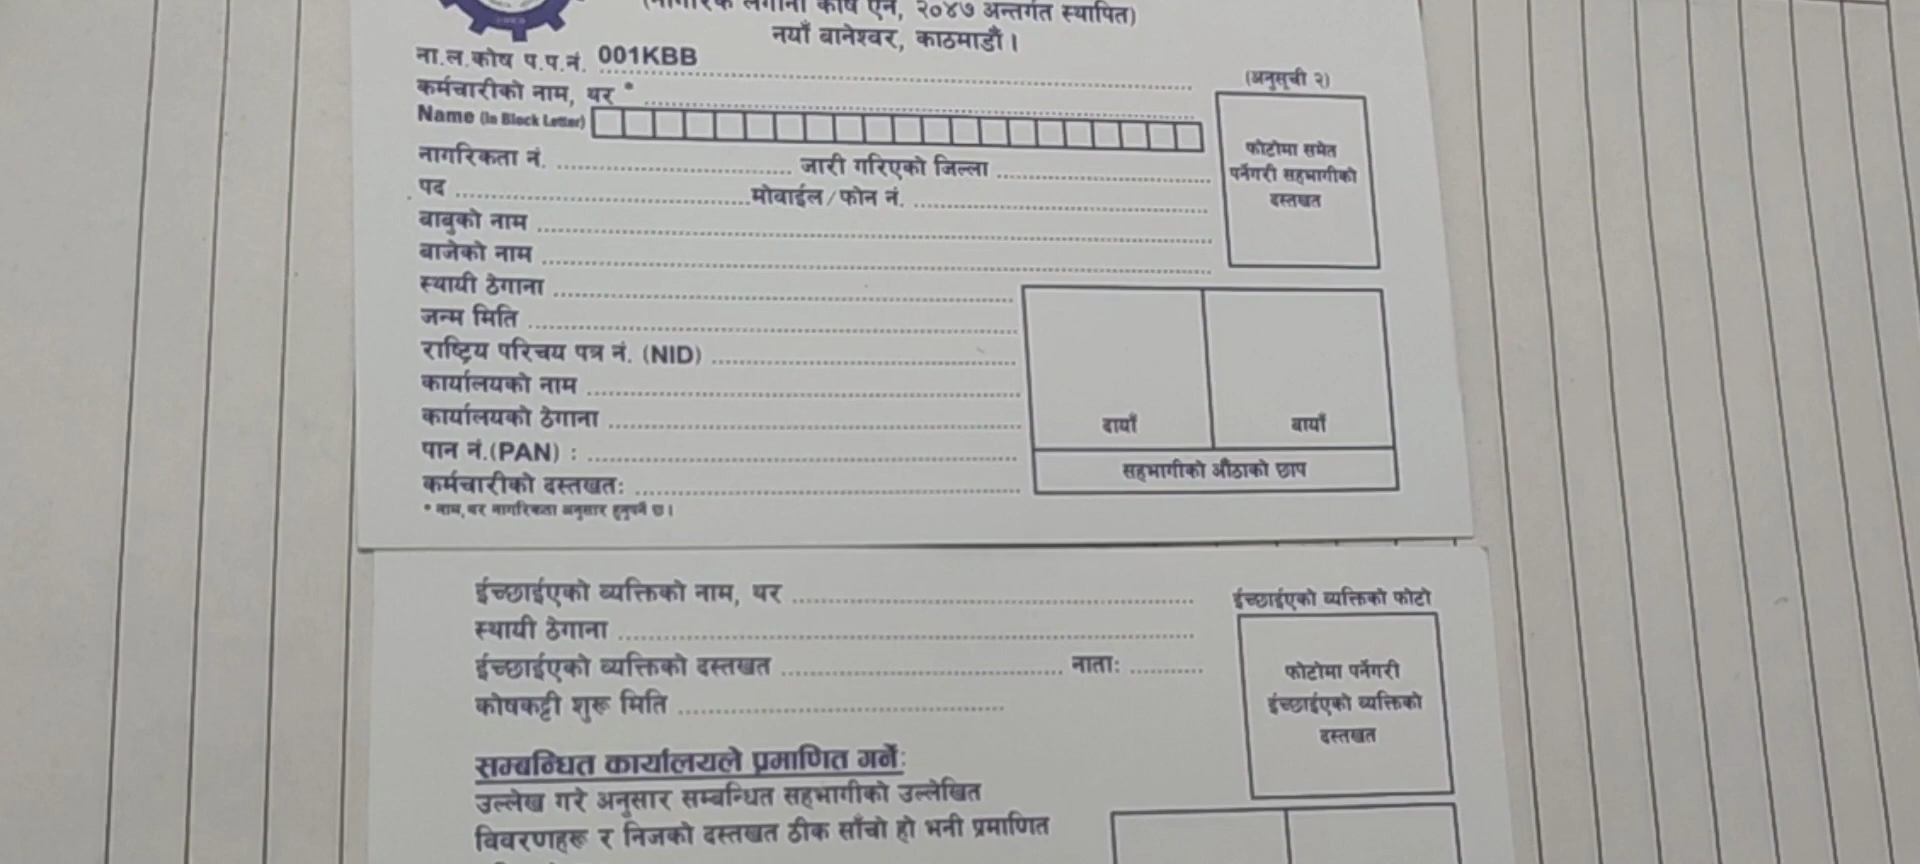 (नागरिक लगानी कोष ऐन, २०४७ अन्तर्गत स्थापित)
नयाँ बानेश्वर, काठमाडौं ।
ना.ल.कोष प.प.नं. 001KBB
(अनुसूची २)
कर्मचारीको नाम, थर *
Name (In Block Letter)
नागरिकता नं. जारी गरिएको जिल्ला
पद मोवाईल/फोन नं.
फोटोमा समेत
पर्नेगरी सहभागीको
दस्तखत
बाबुको नाम
बाजेको नाम
स्थायी ठेगाना
जन्म मिति
राष्ट्रिय परिचय पत्र नं. (NID)
कार्यालयको नाम
कार्यालयको ठेगाना
पान नं.(PAN) :
कर्मचारीको दस्तखतः
* नाम, थर नागरिकता अनुसार हुनुपर्ने छ ।
दायाँ बायाँ
सहभागीको औंठाको छाप
ईच्छाईएको व्यक्तिको नाम, थर
स्थायी ठेगाना
ईच्छाईएको व्यक्तिको दस्तखत नाताः
कोषकट्टी शुरू मिति
ईच्छाईएको व्यक्तिको फोटो
फोटोमा पर्नेगरी
ईच्छाईएको व्यक्तिको
दस्तखत
सम्बन्धित कार्यालयले प्रमाणित गर्नेः
उल्लेख गरे अनुसार सम्बन्धित सहभागीको उल्लेखित
विवरणहरू र निजको दस्तखत ठीक साँचो हो भनी प्रमाणित